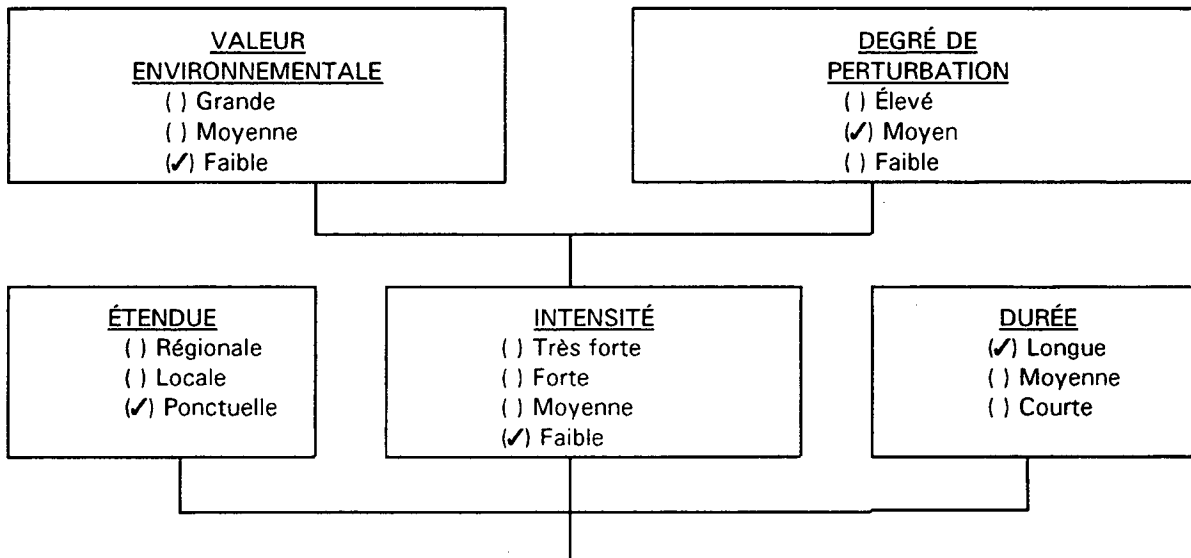 VALEUR
ENVIRONNEMENTALE
( ) Grande
( ) Moyenne
(✓) Faible
DEGRÉ DE
PERTURBATION
( ) Élevé
(✓) Moyen
( ) Faible
ÉTENDUE
( ) Régionale
( ) Locale
(✓) Ponctuelle
INTENSITÉ
( ) Très forte
( ) Forte
( ) Moyenne
(✓) Faible
DURÉE
(✓) Longue
( ) Moyenne
( ) Courte